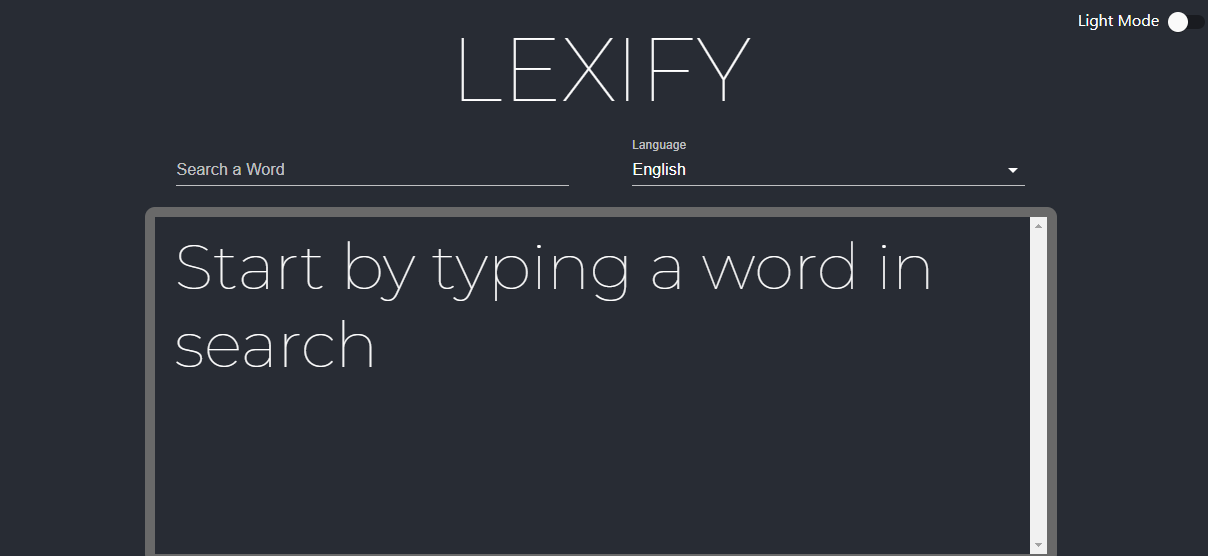 Light Mode
LEXIFY
Language
Search a Word
English
Start by typing a word in
search